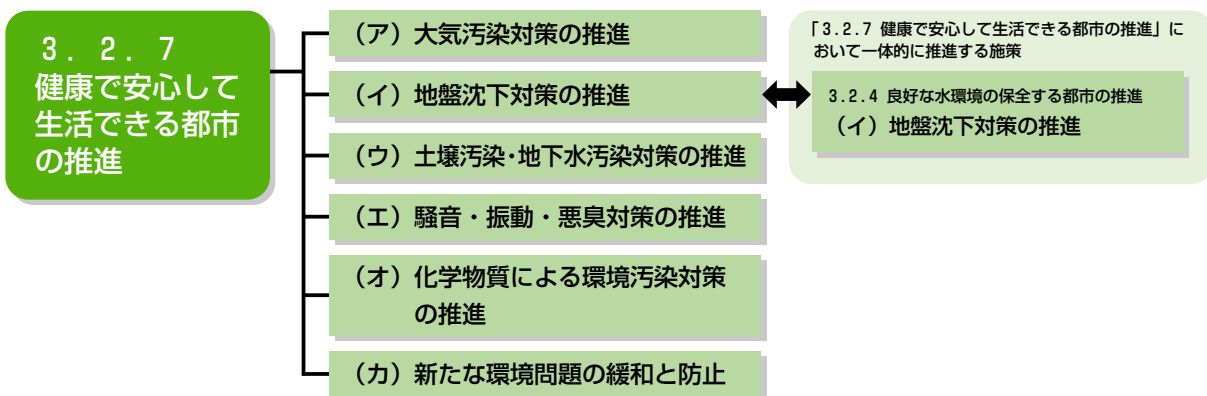 3．2．7
健康で安心して
生活できる都市
の推進
（ア）大気汚染対策の推進
（イ）地盤沈下対策の推進
（ウ）土壌汚染・地下水汚染対策の推進
（エ）騒音・振動・悪臭対策の推進
（オ）化学物質による環境汚染対策
の推進
（カ）新たな環境問題の緩和と防止
「3.2.7 健康で安心して生活できる都市の推進」に
おいて一体的に推進する施策
3.2.4 良好な水環境の保全する都市の推進
（イ）地盤沈下対策の推進